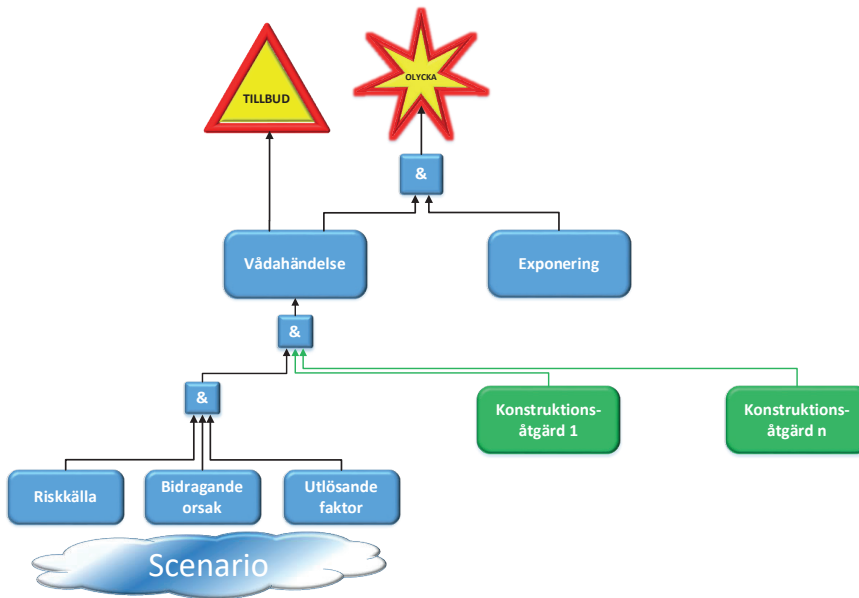 OLYCKA
TILLBUD
&
Vådahändelse
Exponering
&
&
Konstruktions-
åtgärd 1
Konstruktions-
åtgärd n
Riskkälla
Bidragande
orsak
Utlösande
faktor
Scenario